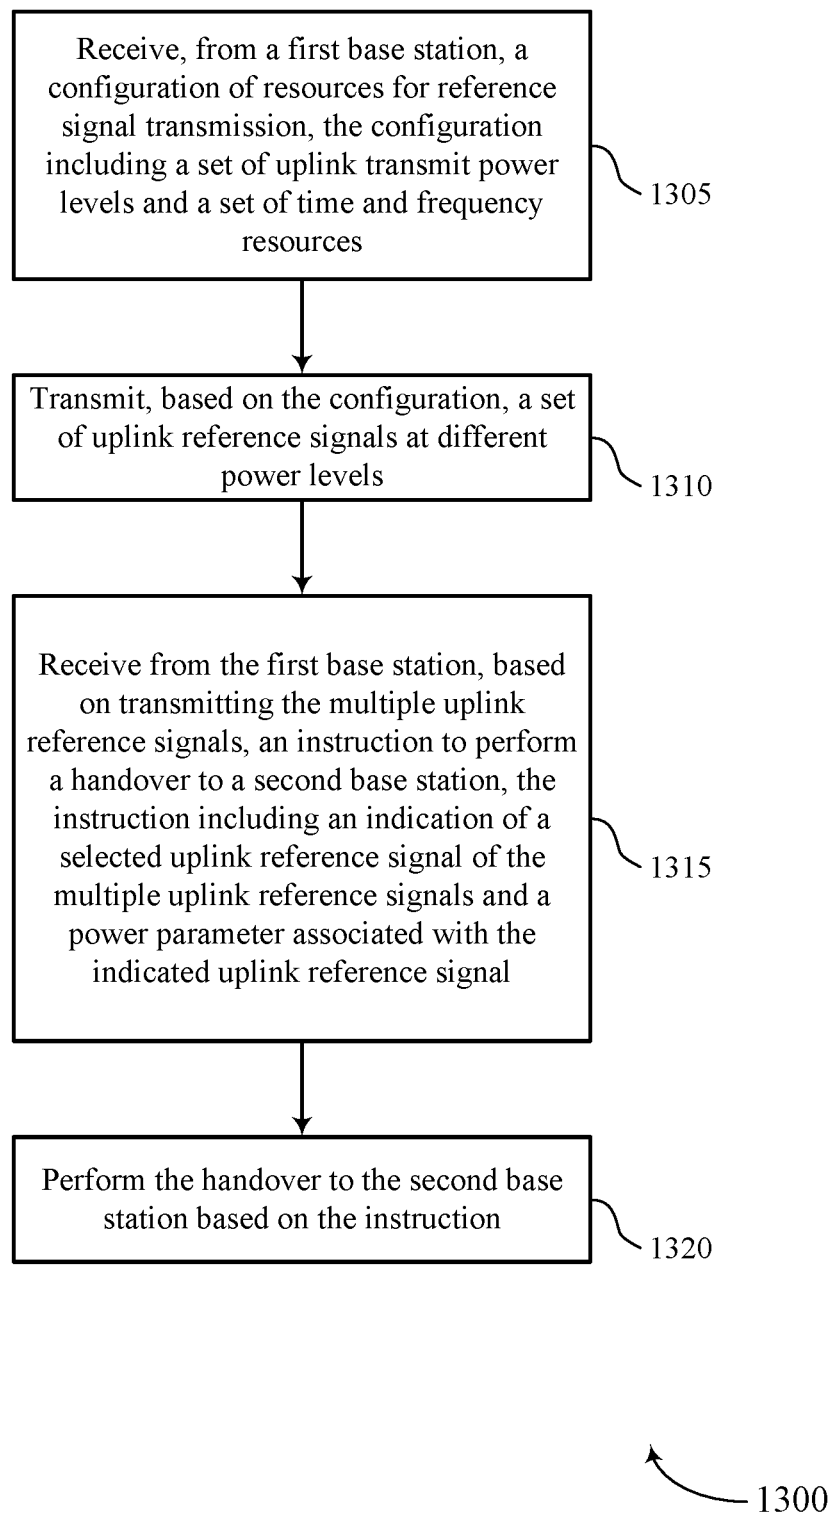 Receive, from a first base station, a
configuration of resources for reference
signal transmission, the configuration
including a set of uplink transmit power
levels and a set of time and frequency
resources
1305
Transmit, based on the configuration, a set
of uplink reference signals at different
power levels
1310
Receive from the first base station, based
on transmitting the multiple uplink
reference signals, an instruction to perform
a handover to a second base station, the
instruction including an indication of a
selected uplink reference signal of the
multiple uplink reference signals and a
power parameter associated with the
indicated uplink reference signal
1315
Perform the handover to the second base
station based on the instruction
1320
1300